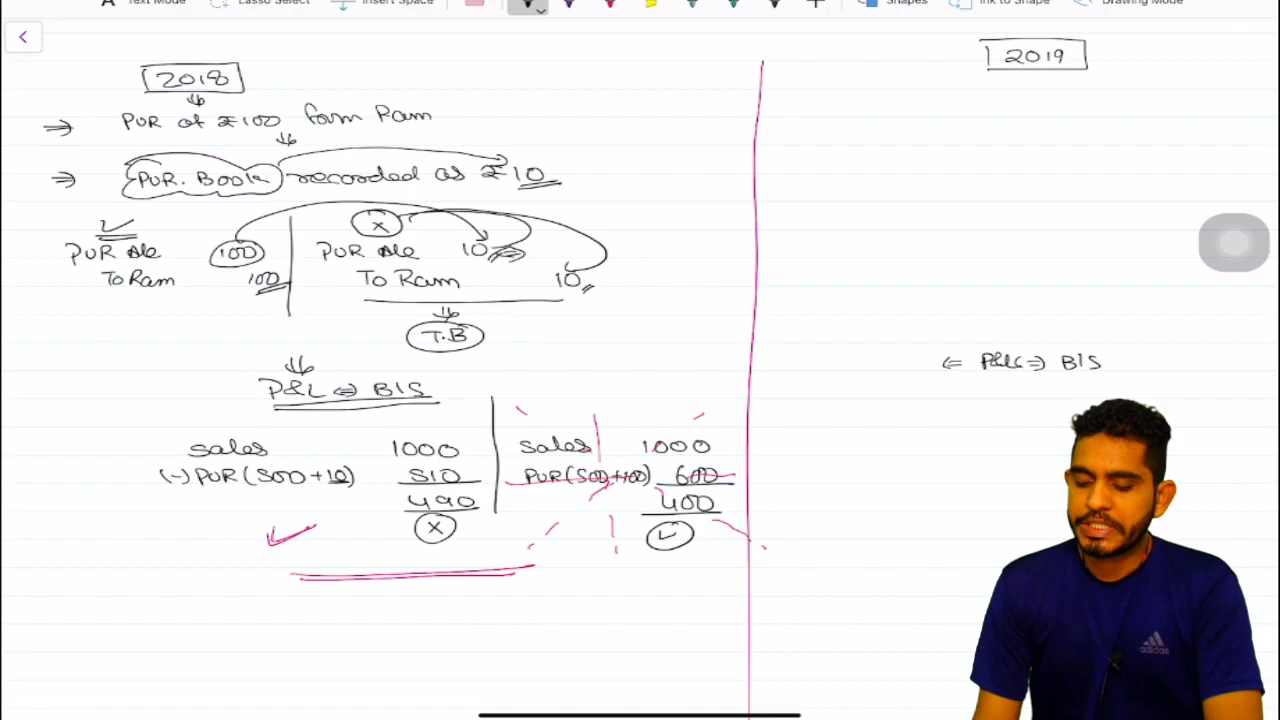 Text Mode Lasso Select Insert Space Shapes Ink to Shape Drawing Mode
2018
2019
⇒ PUR of ₹100 form Ram
⇒ PUR. Book recorded as ₹10
✓ x
PUR A/c 100 PUR A/c 10
To Ram 100 To Ram 10
T.B
P&L ⇔ B/S
⇐ P&L ⇒ B/S
sales 1000 sales 1000
(-) PUR (500+10) 510 PUR (500+100) 600
490 400
x ✓
adidas